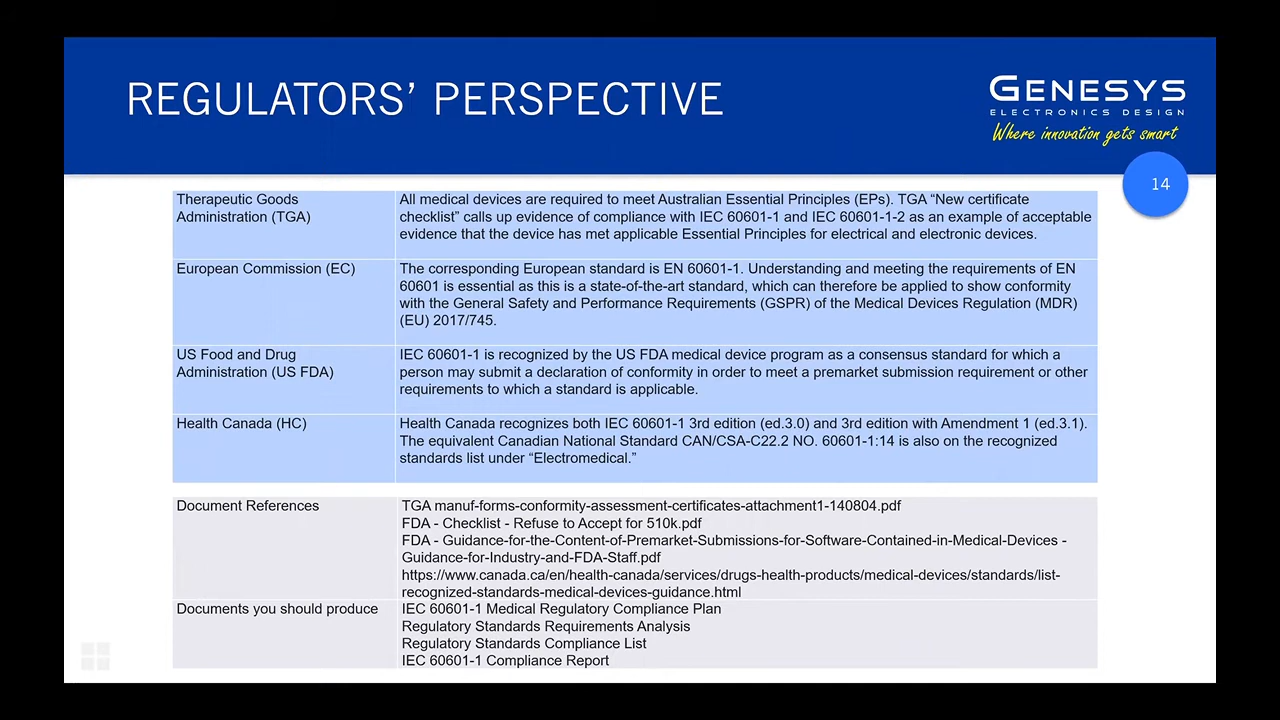 REGULATORS' PERSPECTIVE
GENESYS
ELECTRONICS DESIGN
Where innovation gets smart
14
Therapeutic Goods
Administration (TGA)
All medical devices are required to meet Australian Essential Principles (EPs). TGA “New certificate
checklist” calls up evidence of compliance with IEC 60601-1 and IEC 60601-1-2 as an example of acceptable
evidence that the device has met applicable Essential Principles for electrical and electronic devices.
European Commission (EC)
The corresponding European standard is EN 60601-1. Understanding and meeting the requirements of EN
60601 is essential as this is a state-of-the-art standard, which can therefore be applied to show conformity
with the General Safety and Performance Requirements (GSPR) of the Medical Devices Regulation (MDR)
(EU) 2017/745.
US Food and Drug
Administration (US FDA)
IEC 60601-1 is recognized by the US FDA medical device program as a consensus standard for which a
person may submit a declaration of conformity in order to meet a premarket submission requirement or other
requirements to which a standard is applicable.
Health Canada (HC)
Health Canada recognizes both IEC 60601-1 3rd edition (ed.3.0) and 3rd edition with Amendment 1 (ed.3.1).
The equivalent Canadian National Standard CAN/CSA-C22.2 NO. 60601-1:14 is also on the recognized
standards list under “Electromedical.”
Document References
TGA manuf-forms-conformity-assessment-certificates-attachment1-140804.pdf
FDA - Checklist - Refuse to Accept for 510k.pdf
FDA - Guidance-for-the-Content-of-Premarket-Submissions-for-Software-Contained-in-Medical-Devices -
Guidance-for-Industry-and-FDA-Staff.pdf
https://www.canada.ca/en/health-canada/services/drugs-health-products/medical-devices/standards/list-
recognized-standards-medical-devices-guidance.html
Documents you should produce
IEC 60601-1 Medical Regulatory Compliance Plan
Regulatory Standards Requirements Analysis
Regulatory Standards Compliance List
IEC 60601-1 Compliance Report